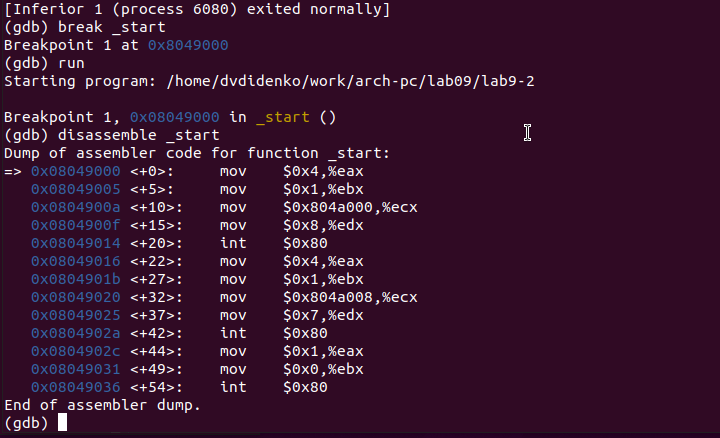 [Inferior 1 (process 6080) exited normally]
(gdb) break _start
Breakpoint 1 at 0x8049000
(gdb) run
Starting program: /home/dvdidenko/work/arch-pc/lab09/lab9-2

Breakpoint 1, 0x08049000 in _start ()
(gdb) disassemble _start
Dump of assembler code for function _start:
=> 0x08049000 <+0>:     mov    $0x4,%eax
   0x08049005 <+5>:     mov    $0x1,%ebx
   0x0804900a <+10>:    mov    $0x804a000,%ecx
   0x0804900f <+15>:    mov    $0x8,%edx
   0x08049014 <+20>:    int    $0x80
   0x08049016 <+22>:    mov    $0x4,%eax
   0x0804901b <+27>:    mov    $0x1,%ebx
   0x08049020 <+32>:    mov    $0x804a008,%ecx
   0x08049025 <+37>:    mov    $0x7,%edx
   0x0804902a <+42>:    int    $0x80
   0x0804902c <+44>:    mov    $0x1,%eax
   0x08049031 <+49>:    mov    $0x0,%ebx
   0x08049036 <+54>:    int    $0x80
End of assembler dump.
(gdb)